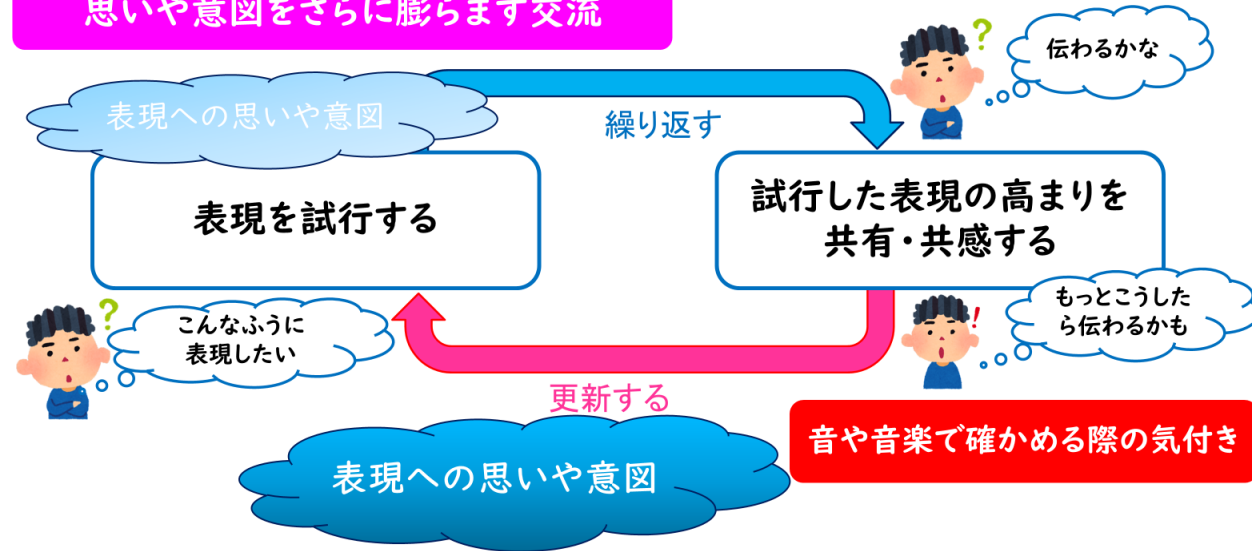 思いや意図をさらに膨らます交流
表現への思いや意図
繰り返す
?
伝わるかな
表現を試行する
試行した表現の高まりを
共有・共感する
?
こんなふうに
表現したい
!
もっとこうした
ら伝わるかも
更新する
音や音楽で確かめる際の気付き
表現への思いや意図